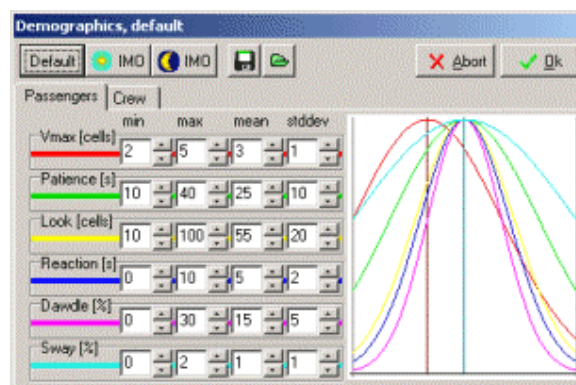 Demographics, default
Default IMO IMO Abort Ok
Passengers Crew
min max mean stddev
Vmax [cells]
2 5 3 1
Patience [s]
10 40 25 10
Look [cells]
10 100 55 20
Reaction [s]
0 10 5 2
Dawdle [%]
0 30 15 5
Sway [%]
0 2 1 1